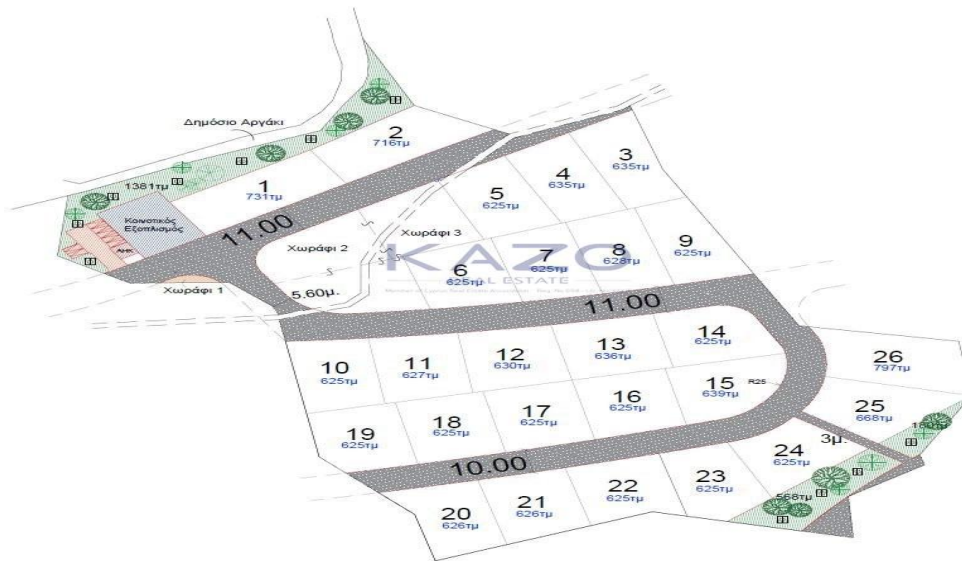 Δημόσιο Αργάκι
2
716τμ
3
635τμ
4
635τμ
1381τμ
1
731τμ
5
625τμ
Κοινοτικός
Εξοπλισμός
ΑΗΚ
11.00
Χωράφι 2
Χωράφι 3
9
625τμ
8
628τμ
7
625τμ
6
625τμ
KAZO
REAL ESTATE
Χωράφι 1
5.60μ.
11.00
14
625τμ
13
636τμ
12
630τμ
11
627τμ
10
625τμ
26
797τμ
15
639τμ
R25
16
625τμ
25
668τμ
17
625τμ
18
625τμ
19
625τμ
3μ.
24
625τμ
10.00
23
625τμ
22
625τμ
568τμ
21
626τμ
20
626τμ